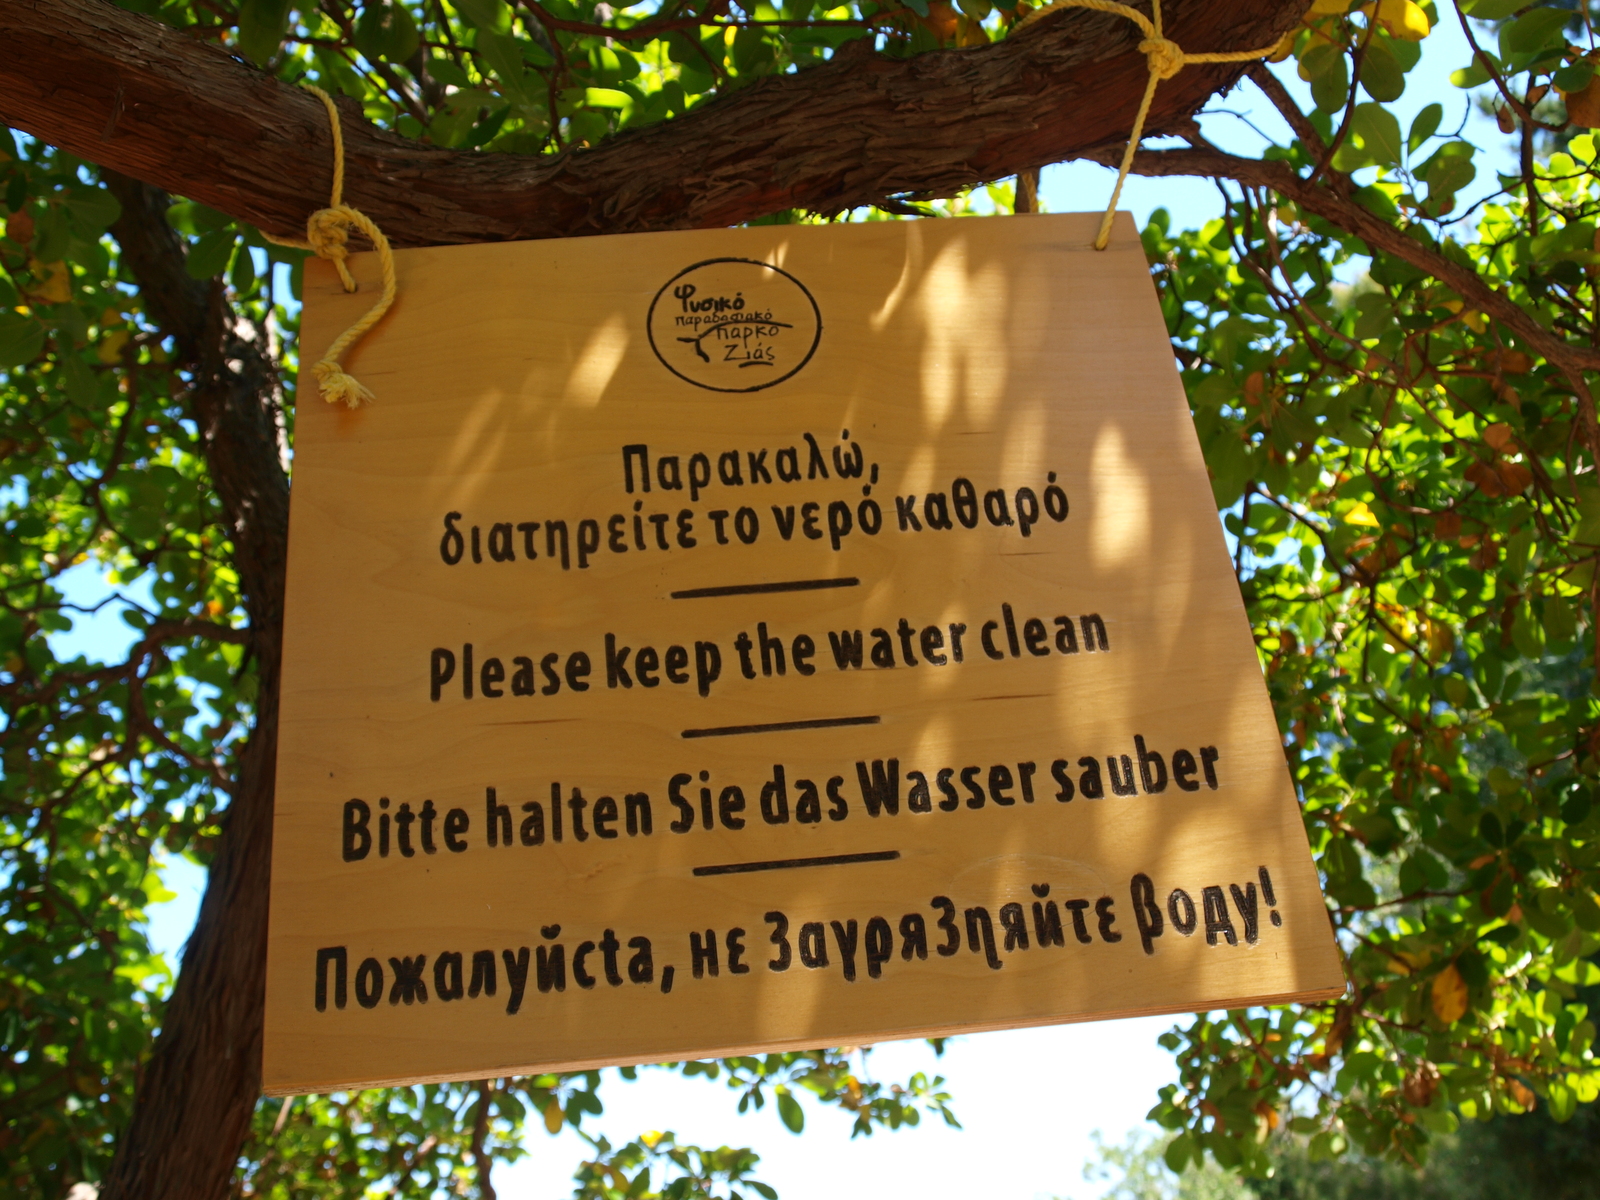 Φυσικό
παραδοσιακό
πάρκο
Ζιάς
Παρακαλώ,
διατηρείτε το νερό καθαρό
Please keep the water clean
Bitte halten Sie das Wasser sauber
Пожалуйста, не Загрязняйте воду!